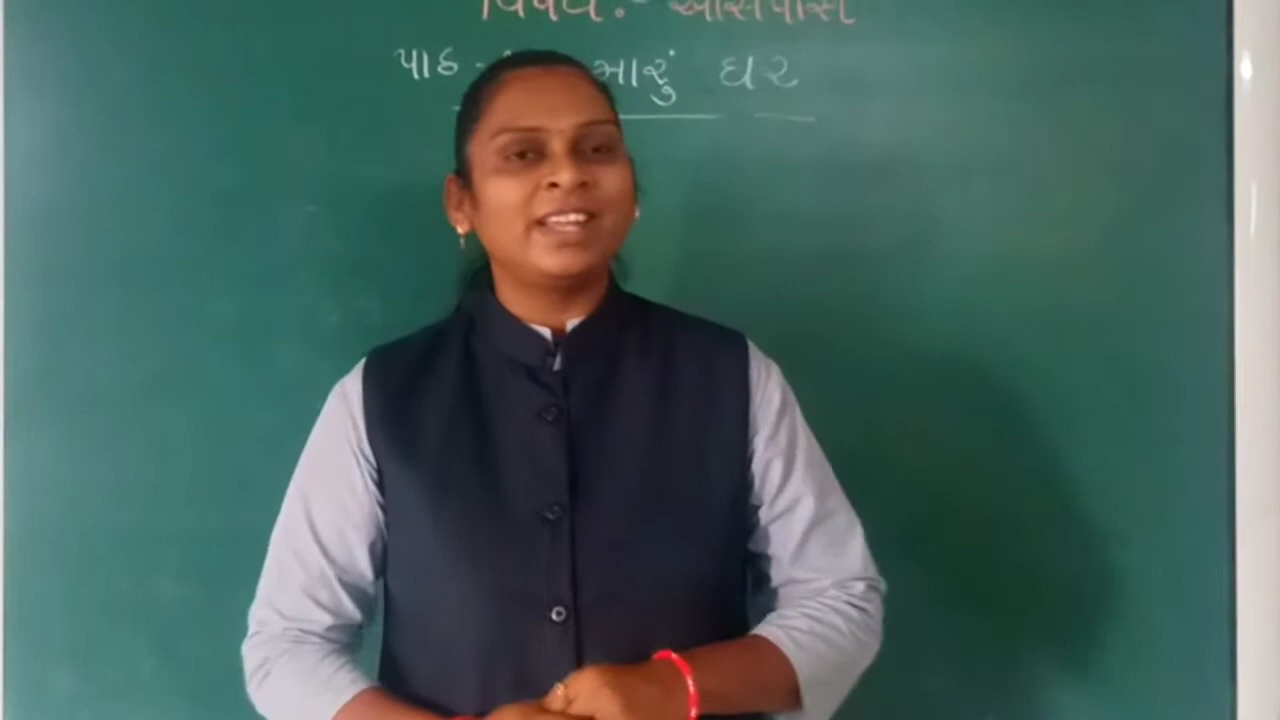 વિષય :- આસપાસ
પાઠ - મારું ઘર